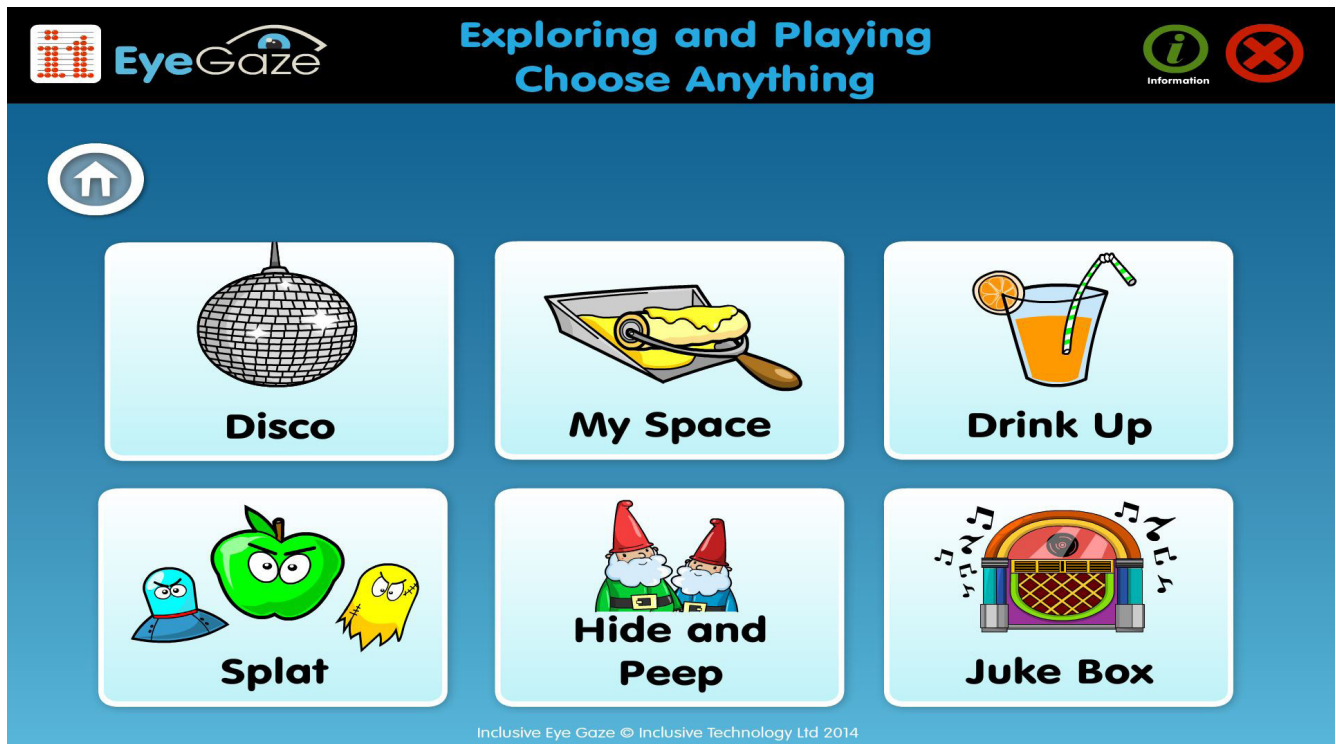 EyeGaze
Exploring and Playing
Choose Anything
i
Information
Disco
My Space
Drink Up
Splat
Hide and
Peep
Juke Box
Inclusive Eye Gaze © Inclusive Technology Ltd 2014